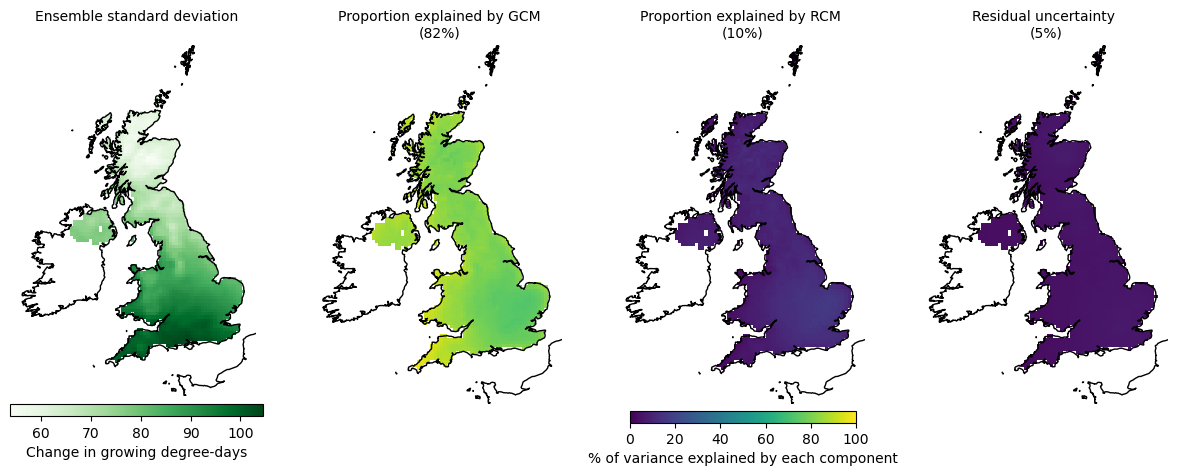 Ensemble standard deviation
Proportion explained by GCM
(82%)
Proportion explained by RCM
(10%)
Residual uncertainty
(5%)
60 70 80 90 100
Change in growing degree-days
0 20 40 60 80 100
% of variance explained by each component